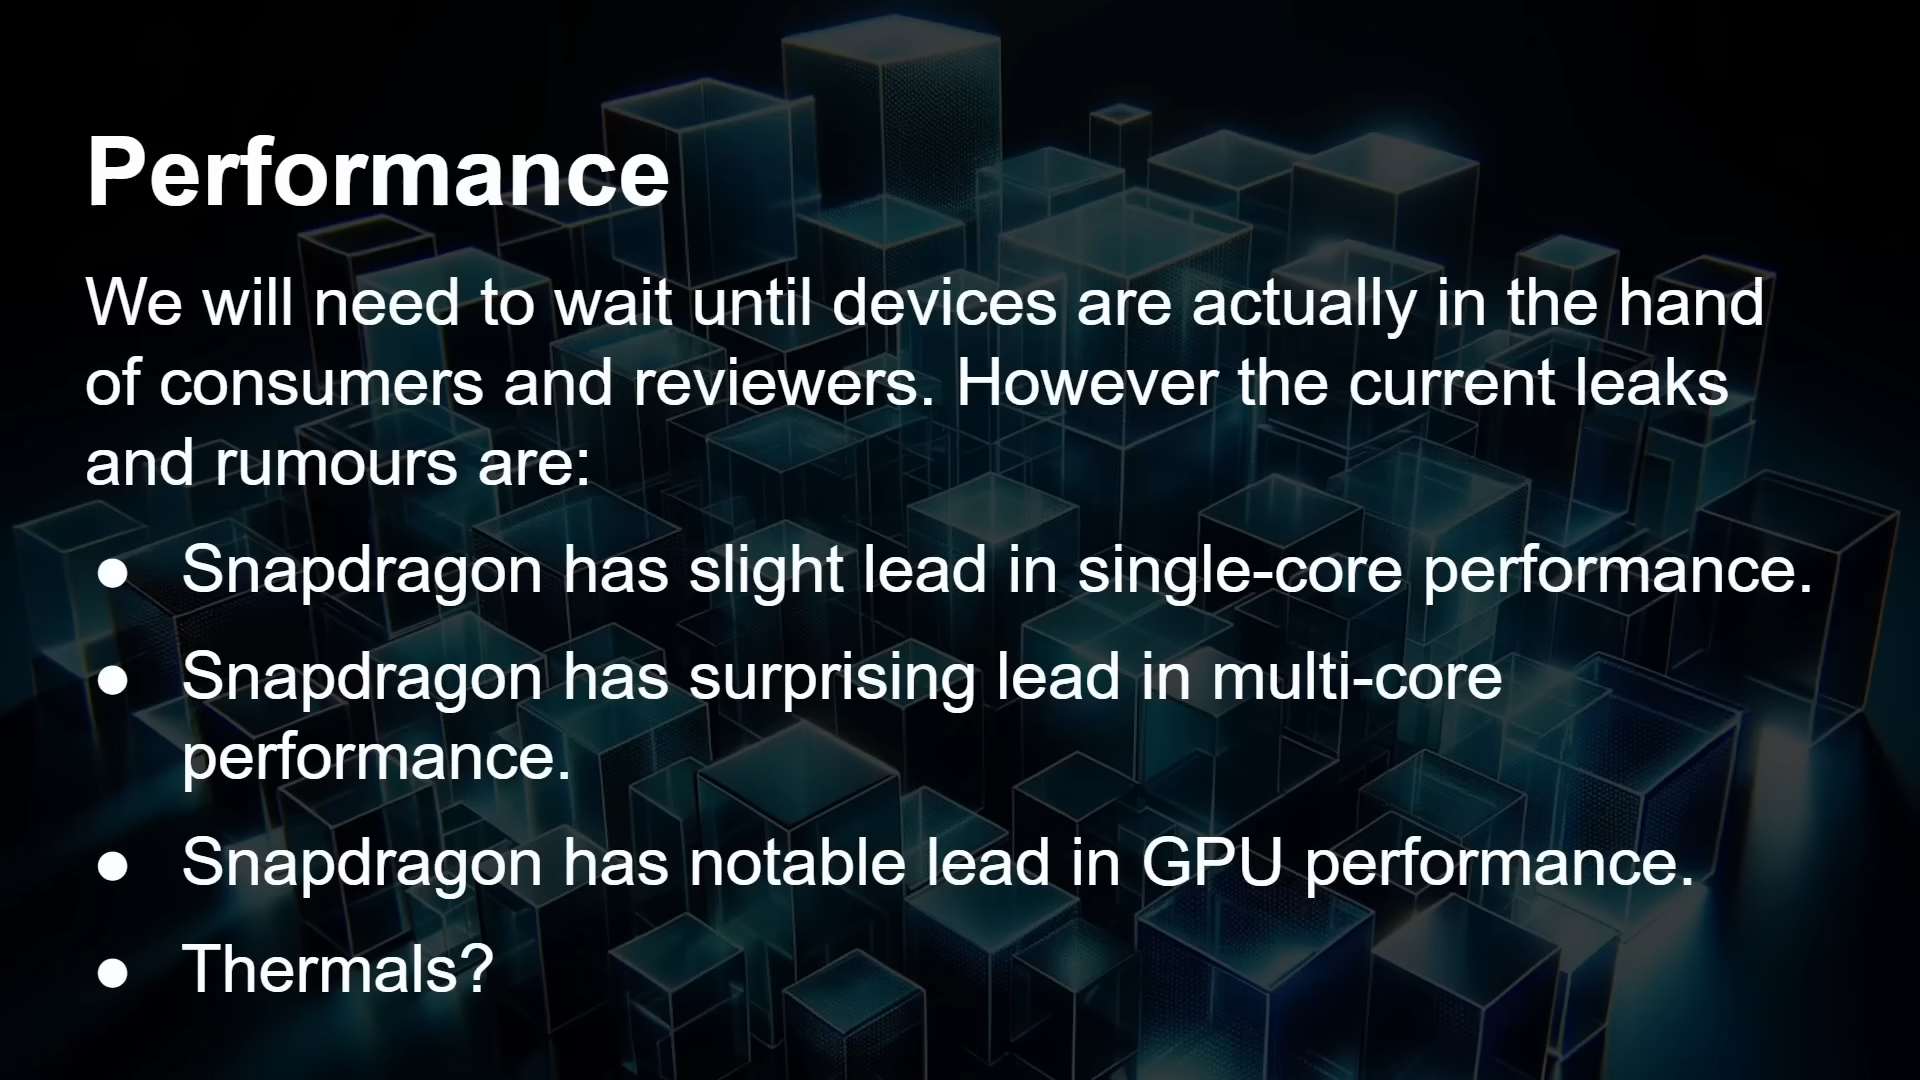 Performance
We will need to wait until devices are actually in the hand
of consumers and reviewers. However the current leaks
and rumours are:
● Snapdragon has slight lead in single-core performance.
● Snapdragon has surprising lead in multi-core
performance.
● Snapdragon has notable lead in GPU performance.
● Thermals?